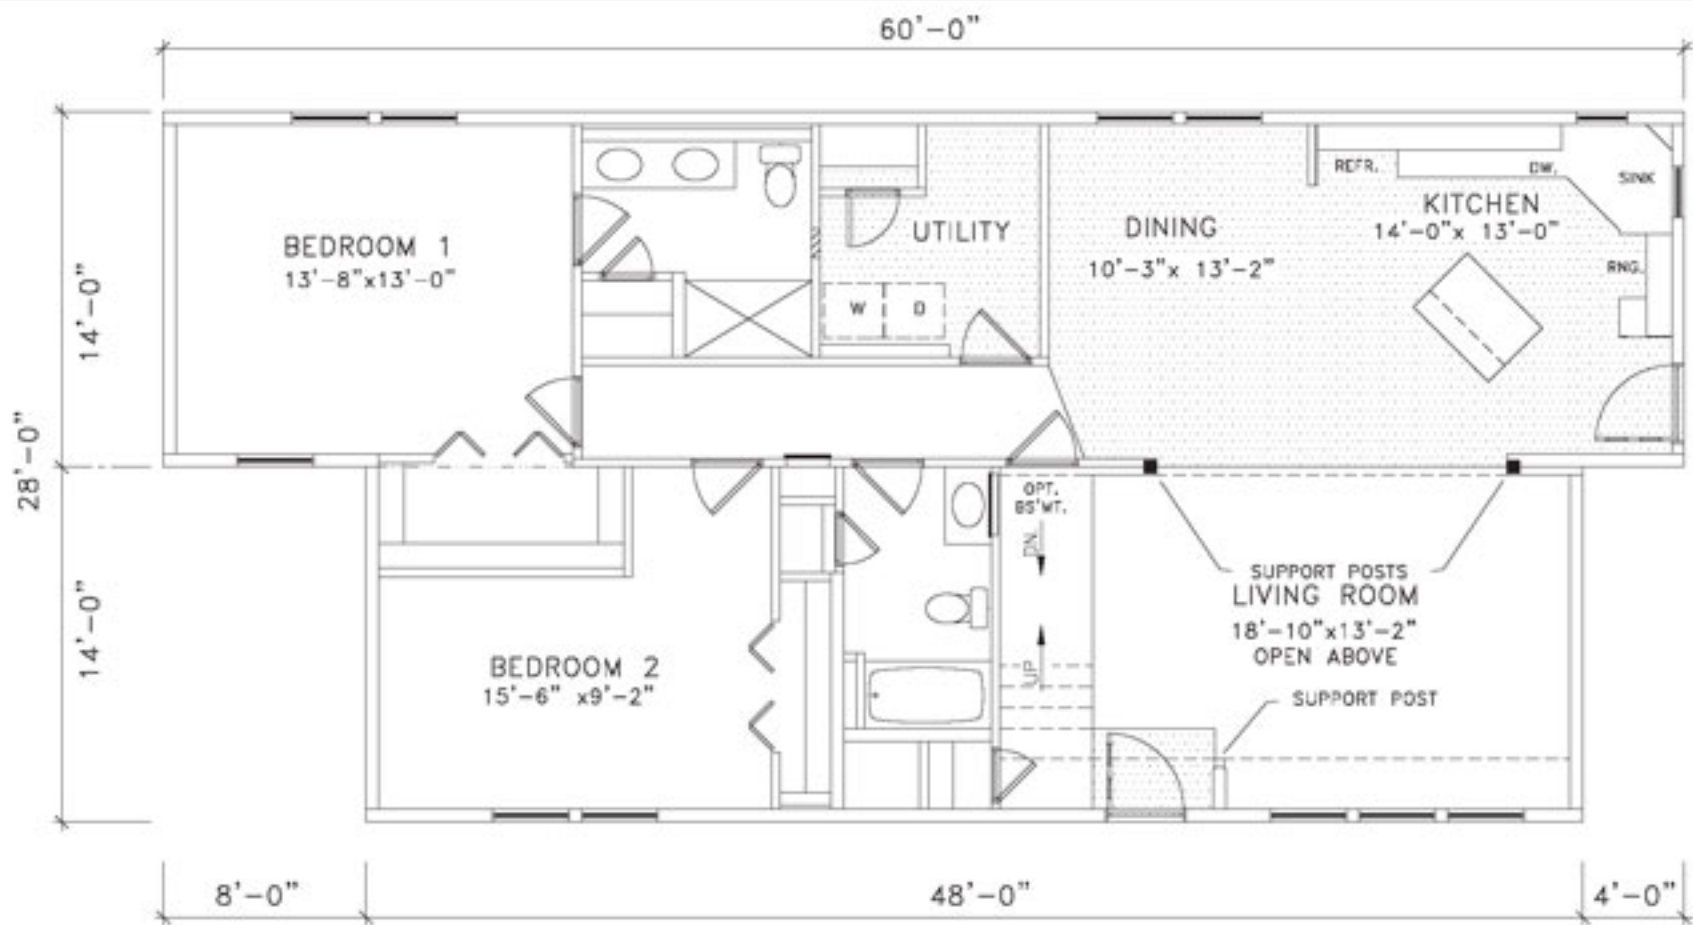 60'-0"
REFR.
DW.
SINK
BEDROOM 1
13'-8"x13'-0"
UTILITY
DINING
10'-3"x 13'-2"
KITCHEN
14'-0"x 13'-0"
RNG.
W
D
14'-0"
28'-0"
14'-0"
OPT.
BS'MT.
DN.
UP
SUPPORT POSTS
LIVING ROOM
18'-10"x13'-2"
OPEN ABOVE
SUPPORT POST
BEDROOM 2
15'-6" x9'-2"
8'-0"
48'-0"
4'-0"